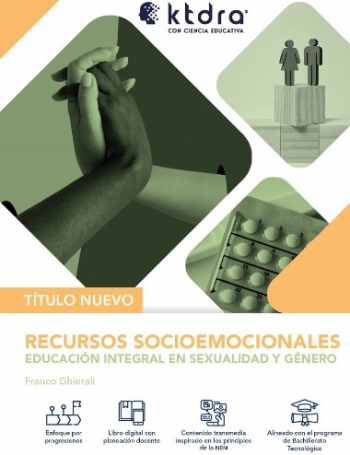 ktdra
CON CIENCIA EDUCATIVA
TÍTULO NUEVO
RECURSOS SOCIOEMOCIONALES
EDUCACIÓN INTEGRAL EN SEXUALIDAD Y GÉNERO
Franco Ghierali
Enfoque por
progresiones
Libro digital con
planeación docente
Contenido transmedia
inspirado en los principios
de la NEM
Alineado con el programa
de Bachillerato
Tecnológico